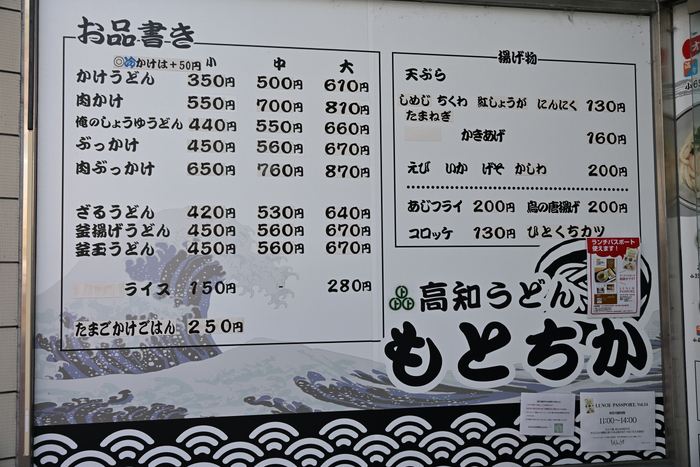 お品書き
◎冷かけは+50円 小 中 大
かけうどん 350円 500円 610円
肉かけ 550円 700円 810円
俺のしょうゆうどん 440円 550円 660円
ぶっかけ 450円 560円 670円
肉ぶっかけ 650円 760円 870円
ざるうどん 420円 530円 640円
釜揚げうどん 450円 560円 670円
釜玉うどん 450円 560円 670円
ライス 150円 - 280円
たまごかけごはん 250円
揚げ物
天ぷら
しめじ ちくわ 紅しょうが にんにく 130円
たまねぎ
かきあげ 160円
えび いか げそ かしわ 200円
あじフライ 200円 鳥の唐揚げ 200円
コロッケ 130円 ひとくちカツ
ランチパスポート
使えます!
高知うどん
もとちか
LUNCH PASSPORT Vol.14
11:00~14:00